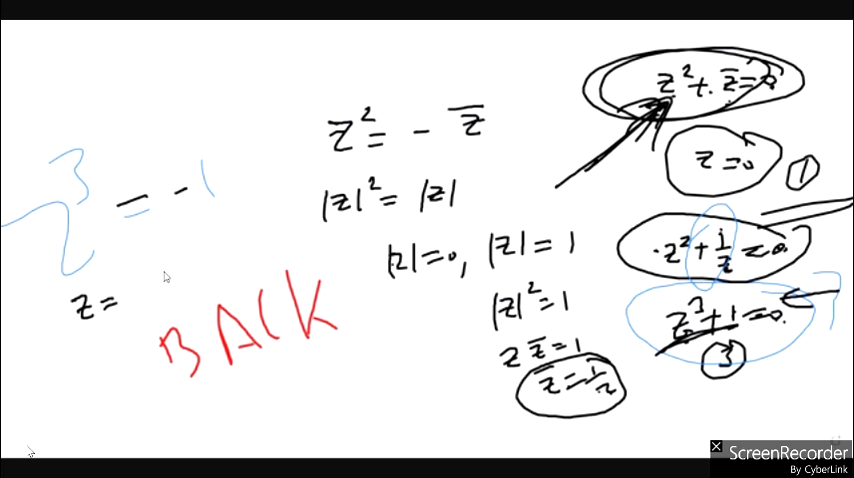 z³ = -1
z =
BACK
z² = - z̅
|z|² = |z|
|z|=0, |z|=1
|z|²=1
z z̅=1
z̅=1/z
z²+ z̅=0
z=0 ①
z²+1/z=0
z³+1=0.
③
ScreenRecorder
By CyberLink